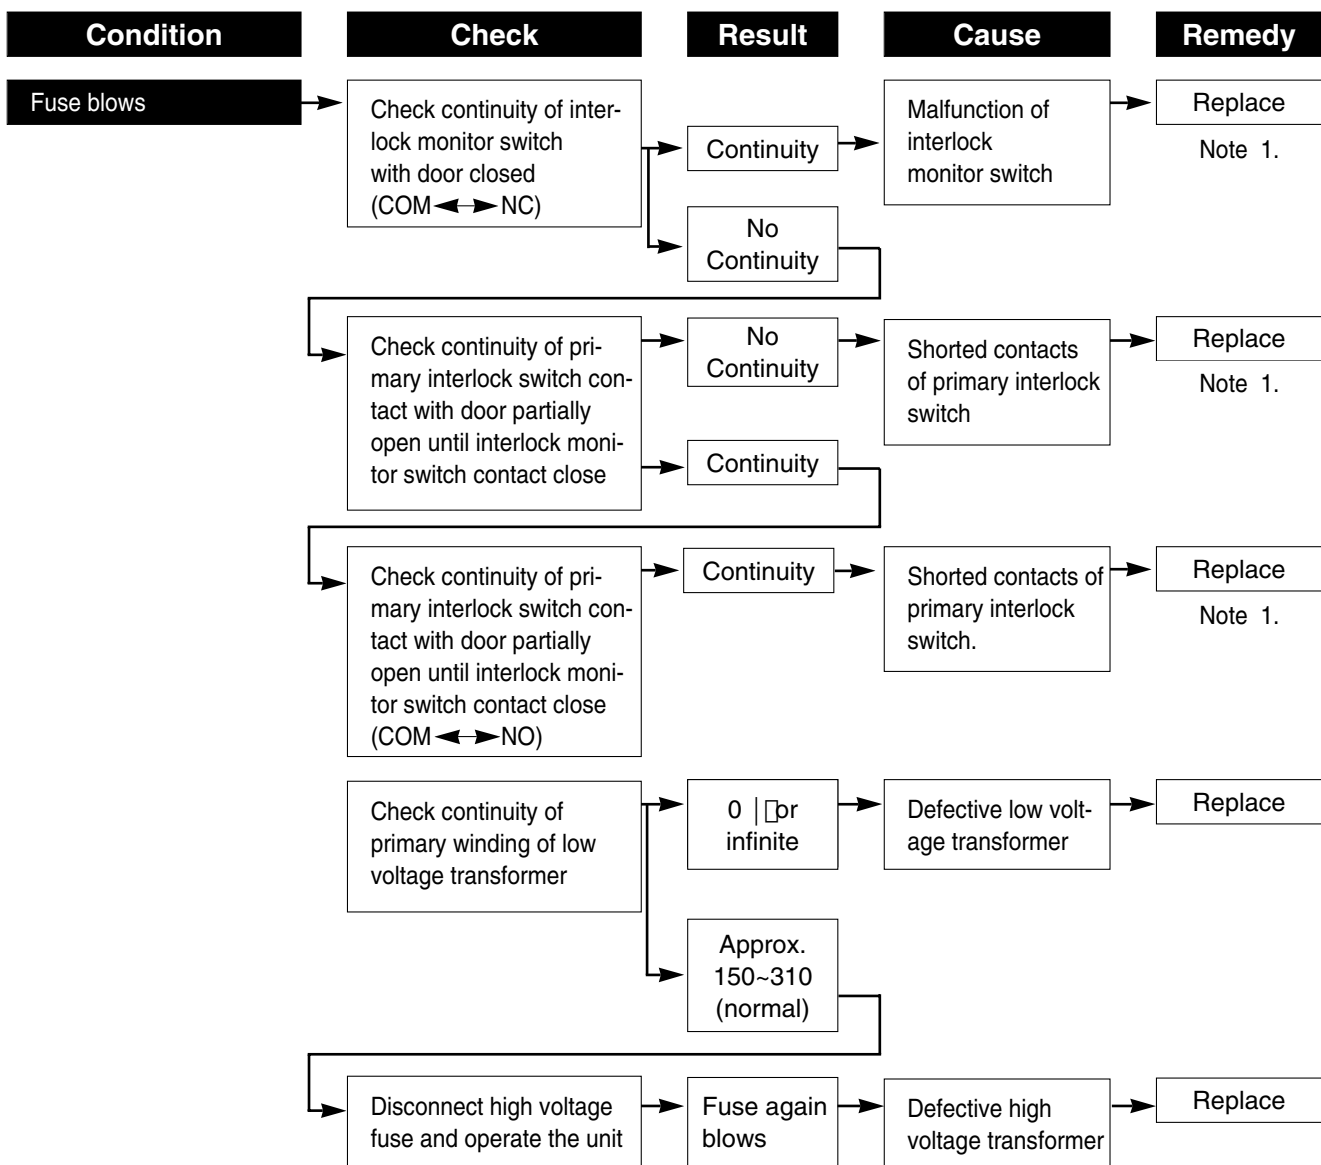 Condition
Check
Result
Cause
Remedy
Fuse blows
Check continuity of inter-
lock monitor switch
with door closed
(COM◄─►NC)
Continuity
Malfunction of
interlock
monitor switch
Replace
Note 1.
No
Continuity
Check continuity of pri-
mary interlock switch con-
tact with door partially
open until interlock moni-
tor switch contact close
No
Continuity
Shorted contacts
of primary interlock
switch
Replace
Note 1.
Continuity
Check continuity of pri-
mary interlock switch con-
tact with door partially
open until interlock moni-
tor switch contact close
(COM◄─►NO)
Continuity
Shorted contacts of
primary interlock
switch.
Replace
Note 1.
Check continuity of
primary winding of low
voltage transformer
0 |▯or
infinite
Defective low volt-
age transformer
Replace
Approx.
150~310
(normal)
Disconnect high voltage
fuse and operate the unit
Fuse again
blows
Defective high
voltage transformer
Replace